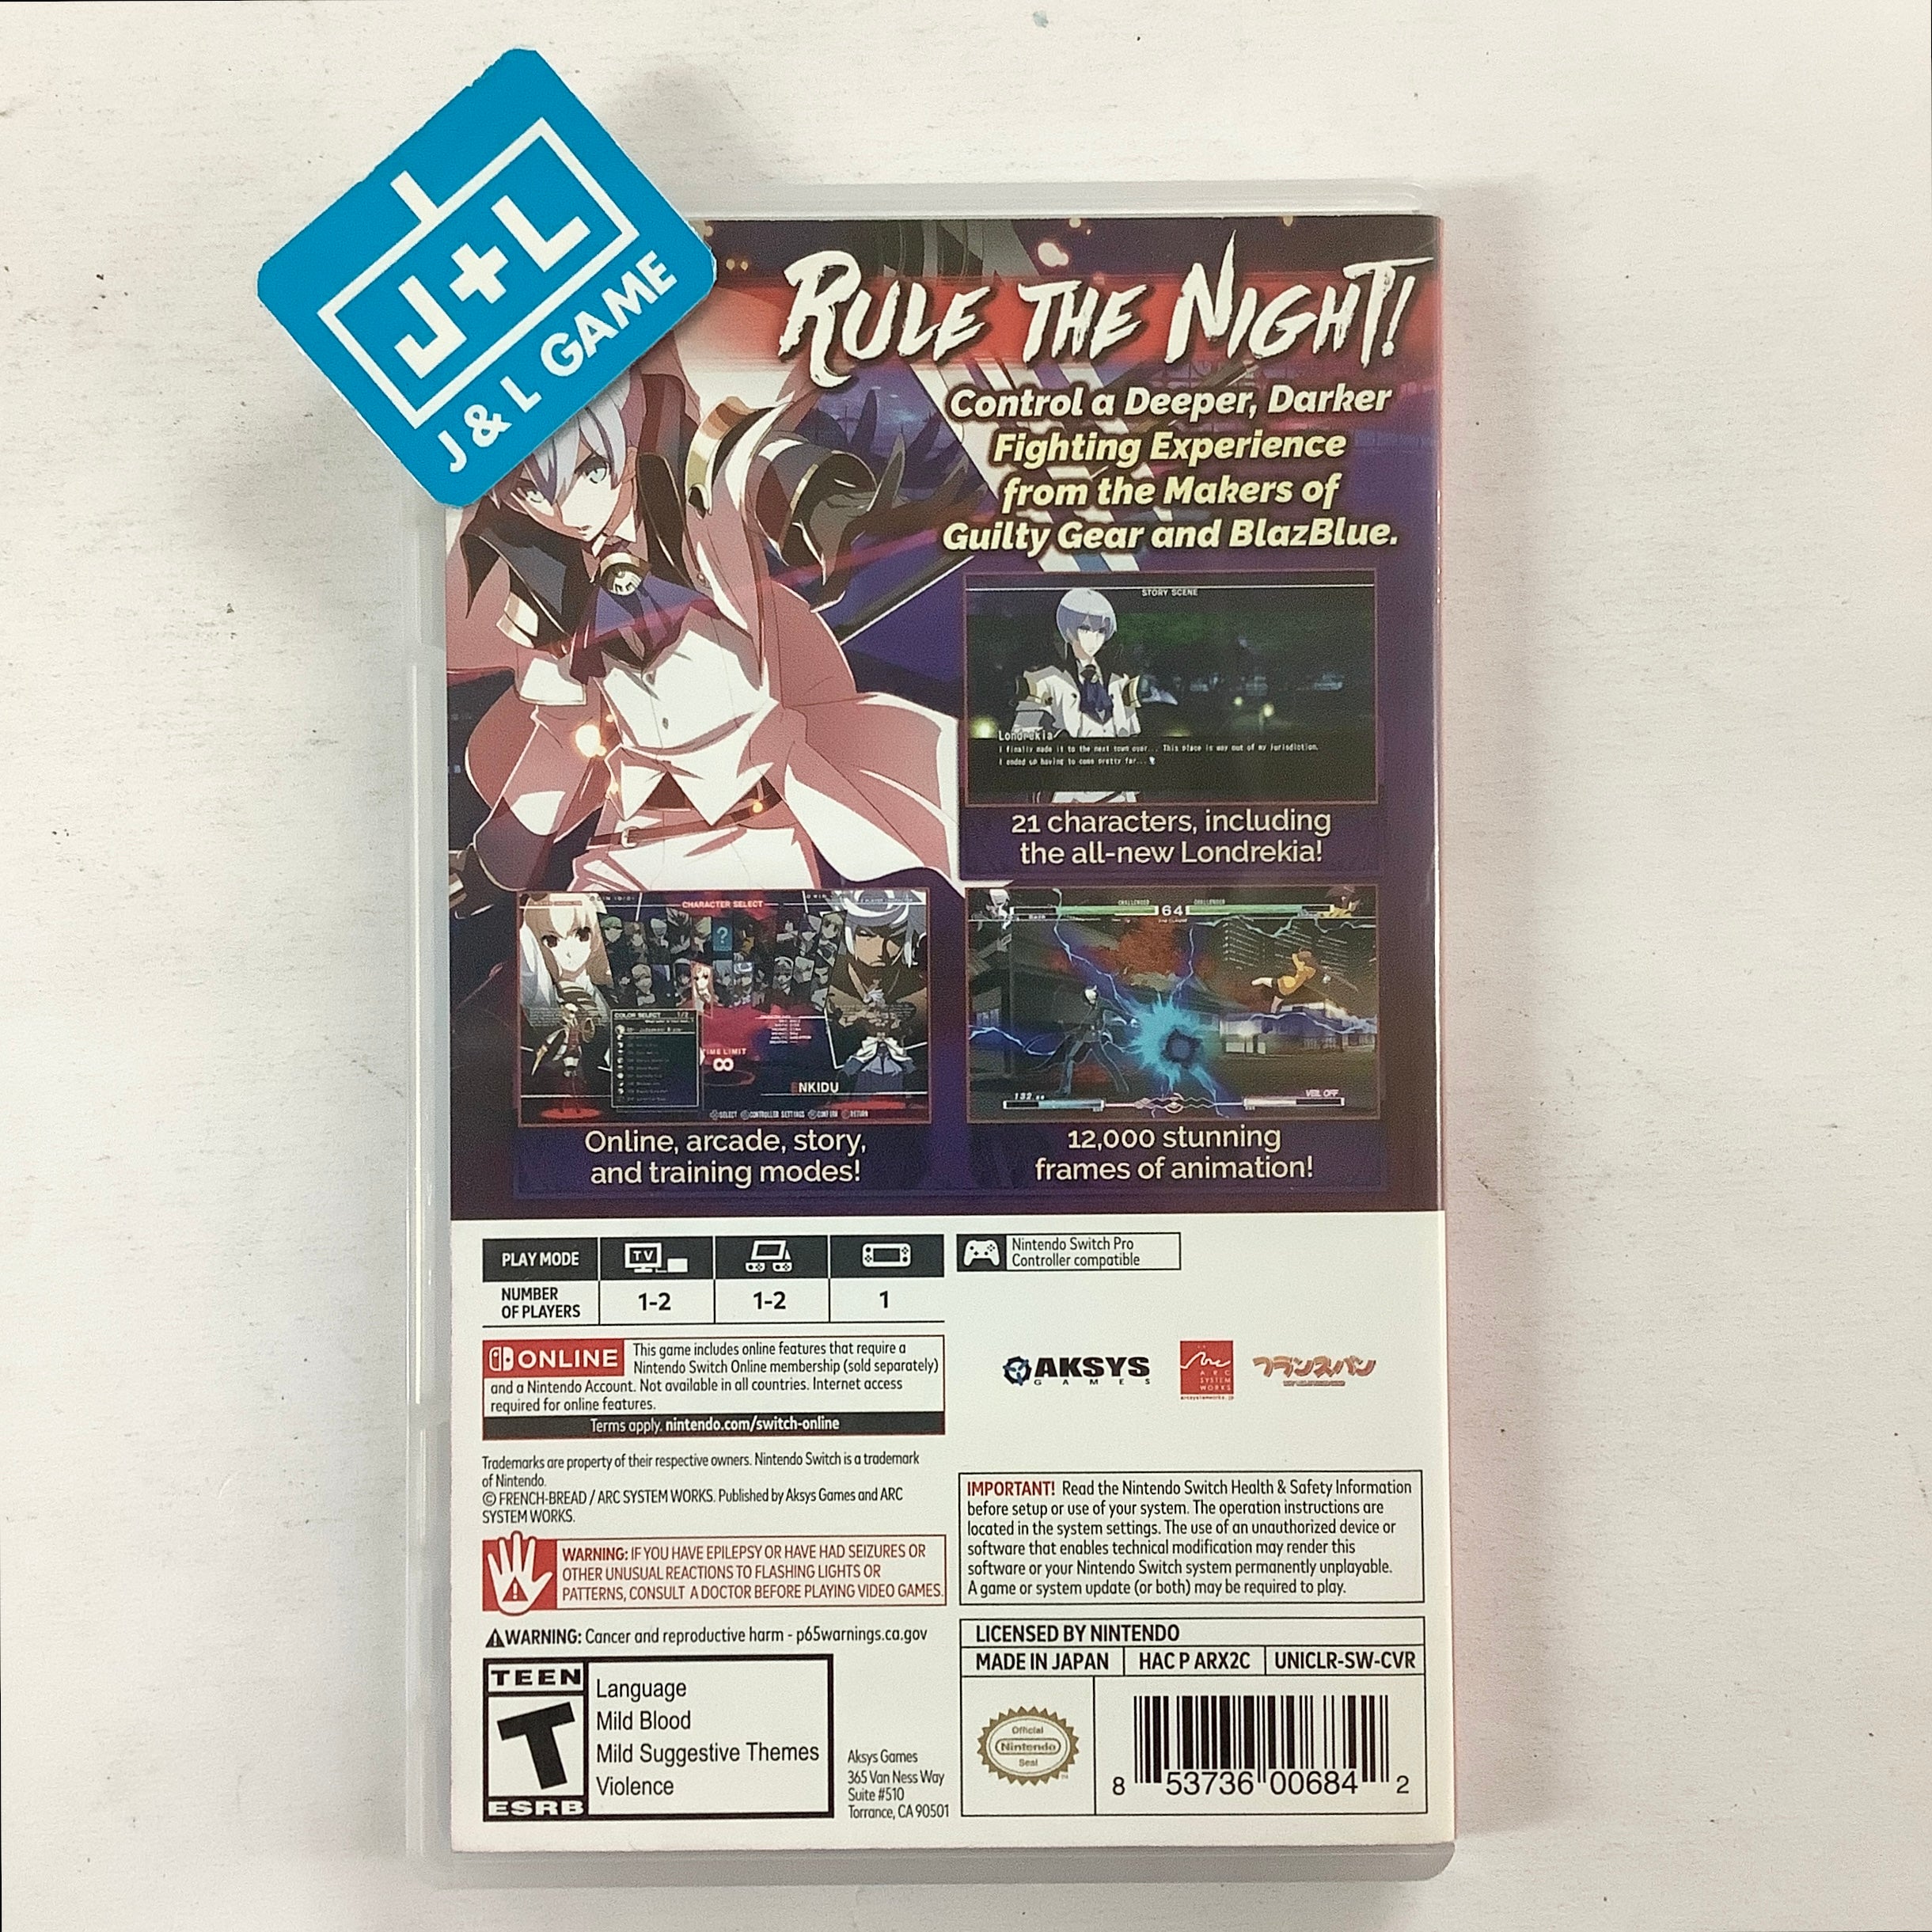 J+L
J & L GAME
RULE THE NIGHT!
Control a Deeper, Darker
Fighting Experience
from the Makers of
Guilty Gear and BlazBlue.
STORY SCENE
Londrekia
I finally made it to the next town over... This place is way out of my jurisdiction.
I ended up having to come pretty far...
21 characters, including
the all-new Londrekia!
CHARACTER SELECT
?
COLOR SELECT 1/2
TIME LIMIT
∞
ENKIDU
SELECT CONTROLLER SETTINGS CONFIRM RETURN
Online, arcade, story,
and training modes!
CHALLENGER 64 CHALLENGER
132
VEIL OFF
12,000 stunning
frames of animation!
PLAY MODE TV
NUMBER
OF PLAYERS
1-2 1-2 1
Nintendo Switch Pro
Controller compatible
ONLINE
This game includes online features that require a
Nintendo Switch Online membership (sold separately)
and a Nintendo Account. Not available in all countries. Internet access
required for online features.
Terms apply. nintendo.com/switch-online
AKSYS
GAMES
ARC
SYSTEM
WORKS
フランスパン
Trademarks are property of their respective owners. Nintendo Switch is a trademark
of Nintendo.
© FRENCH-BREAD / ARC SYSTEM WORKS. Published by Aksys Games and ARC
SYSTEM WORKS.
WARNING: IF YOU HAVE EPILEPSY OR HAVE HAD SEIZURES OR
OTHER UNUSUAL REACTIONS TO FLASHING LIGHTS OR
PATTERNS, CONSULT A DOCTOR BEFORE PLAYING VIDEO GAMES.
WARNING: Cancer and reproductive harm - p65warnings.ca.gov
IMPORTANT! Read the Nintendo Switch Health & Safety Information
before setup or use of your system. The operation instructions are
located in the system settings. The use of an unauthorized device or
software that enables technical modification may render this
software or your Nintendo Switch system permanently unplayable.
A game or system update (or both) may be required to play.
TEEN
T
ESRB
Language
Mild Blood
Mild Suggestive Themes
Violence
Aksys Games
365 Van Ness Way
Suite #510
Torrance, CA 90501
LICENSED BY NINTENDO
MADE IN JAPAN HAC P ARX2C UNICLR-SW-CVR
Official
Nintendo
Seal
8 53736 00684 2